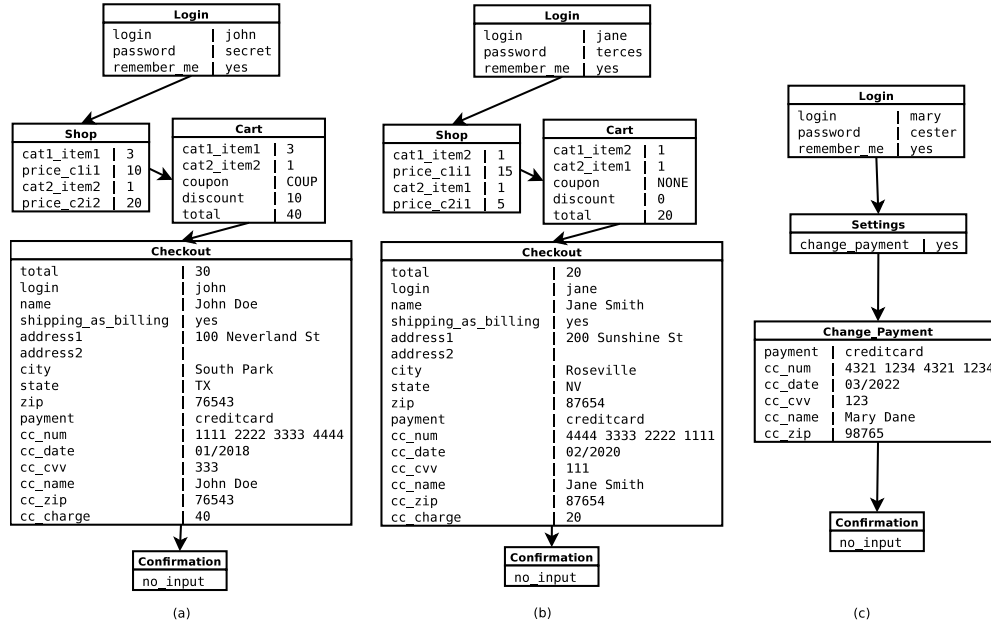 Login
login | john
password | secret
remember_me | yes
Shop
cat1_item1 | 3
price_c1i1 | 10
cat2_item2 | 1
price_c2i2 | 20
Cart
cat1_item1 | 3
cat2_item2 | 1
coupon | COUP
discount | 10
total | 40
Checkout
total | 30
login | john
name | John Doe
shipping_as_billing | yes
address1 | 100 Neverland St
address2 |
city | South Park
state | TX
zip | 76543
payment | creditcard
cc_num | 1111 2222 3333 4444
cc_date | 01/2018
cc_cvv | 333
cc_name | John Doe
cc_zip | 76543
cc_charge | 40
Confirmation
no_input
(a)
Login
login | jane
password | terces
remember_me | yes
Shop
cat1_item2 | 1
price_c1i1 | 15
cat2_item1 | 1
price_c2i1 | 5
Cart
cat1_item2 | 1
cat2_item1 | 1
coupon | NONE
discount | 0
total | 20
Checkout
total | 20
login | jane
name | Jane Smith
shipping_as_billing | yes
address1 | 200 Sunshine St
address2 |
city | Roseville
state | NV
zip | 87654
payment | creditcard
cc_num | 4444 3333 2222 1111
cc_date | 02/2020
cc_cvv | 111
cc_name | Jane Smith
cc_zip | 87654
cc_charge | 20
Confirmation
no_input
(b)
Login
login | mary
password | cester
remember_me | yes
Settings
change_payment | yes
Change_Payment
payment | creditcard
cc_num | 4321 1234 4321 1234
cc_date | 03/2022
cc_cvv | 123
cc_name | Mary Dane
cc_zip | 98765
Confirmation
no_input
(c)